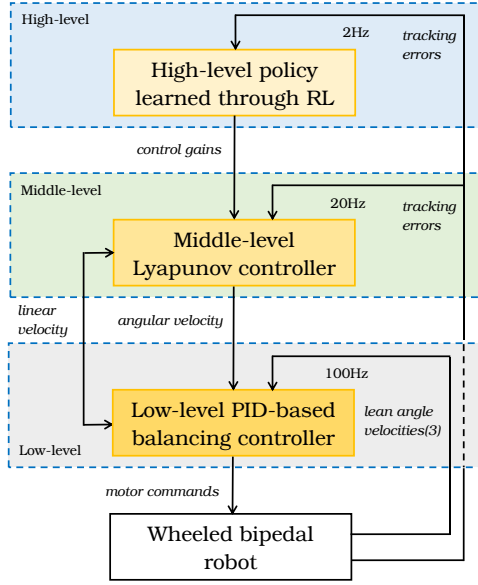 High-level
2Hz
tracking
errors
High-level policy
learned through RL
control gains
Middle-level
20Hz
tracking
errors
Middle-level
Lyapunov controller
linear
velocity
angular velocity
100Hz
Low-level PID-based
balancing controller
lean angle
velocities(3)
Low-level
motor commands
Wheeled bipedal
robot